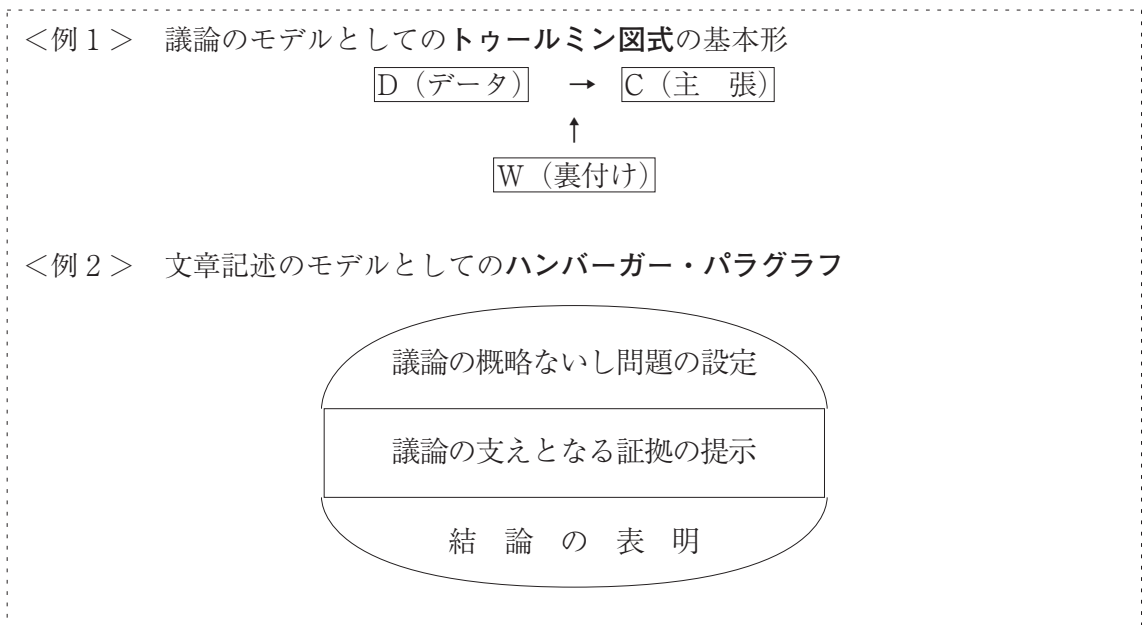 ＜例１＞　議論のモデルとしてのトゥールミン図式の基本形
D（データ）　→　C（主　張）
↑
W（裏付け）
＜例２＞　文章記述のモデルとしてのハンバーガー・パラグラフ
議論の概略ないし問題の設定
議論の支えとなる証拠の提示
結　論　の　表　明